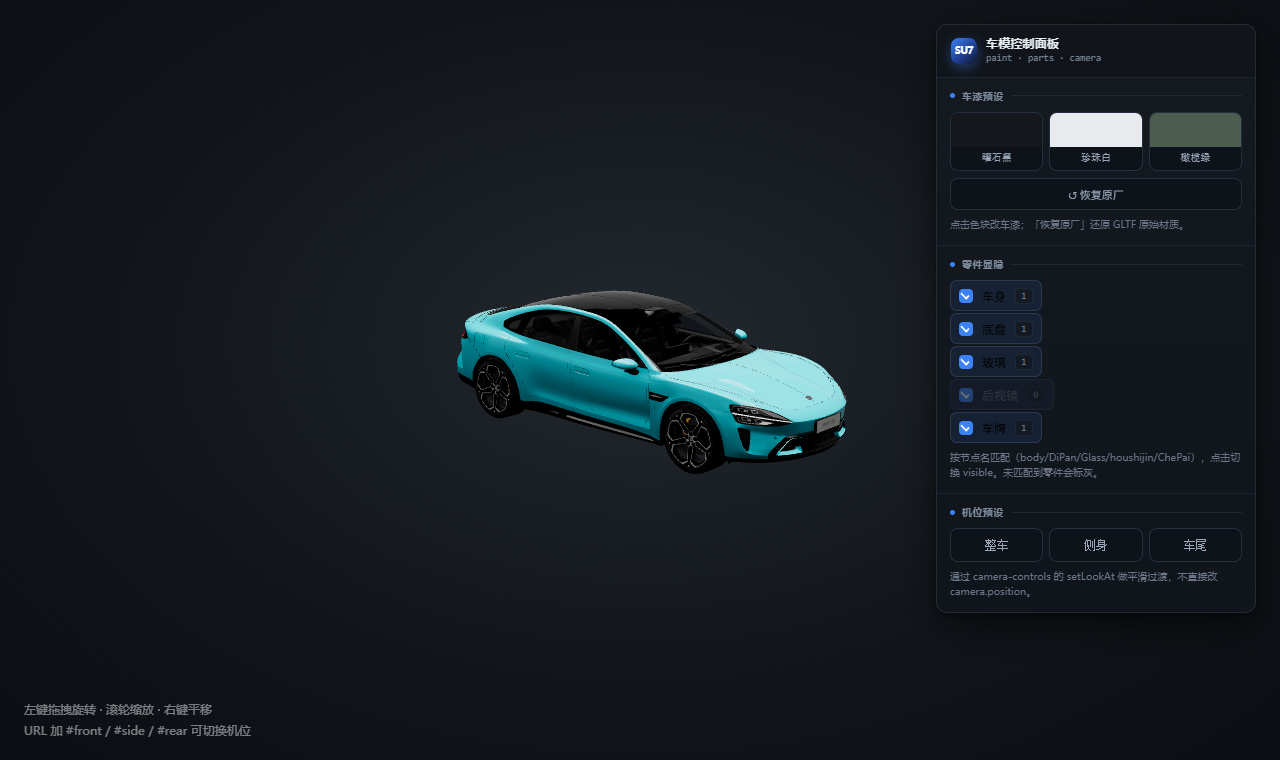 SU7
车模控制面板
paint · parts · camera
车漆预设
曜石黑
珍珠白
橄榄绿
↺ 恢复原厂
点击色块改车漆；「恢复原厂」还原 GLTF 原始材质。
零件显隐
车身 1
底盘 1
玻璃 1
后视镜 0
车牌 1
按节点名匹配（body/DiPan/Glass/houshijin/ChePai），点击切
换 visible。未匹配到零件会标灰。
机位预设
整车
侧身
车尾
通过 camera-controls 的 setLookAt 做平滑过渡，不直接改
camera.position。
左键拖拽旋转 · 滚轮缩放 · 右键平移
URL 加 #front / #side / #rear 可切换机位